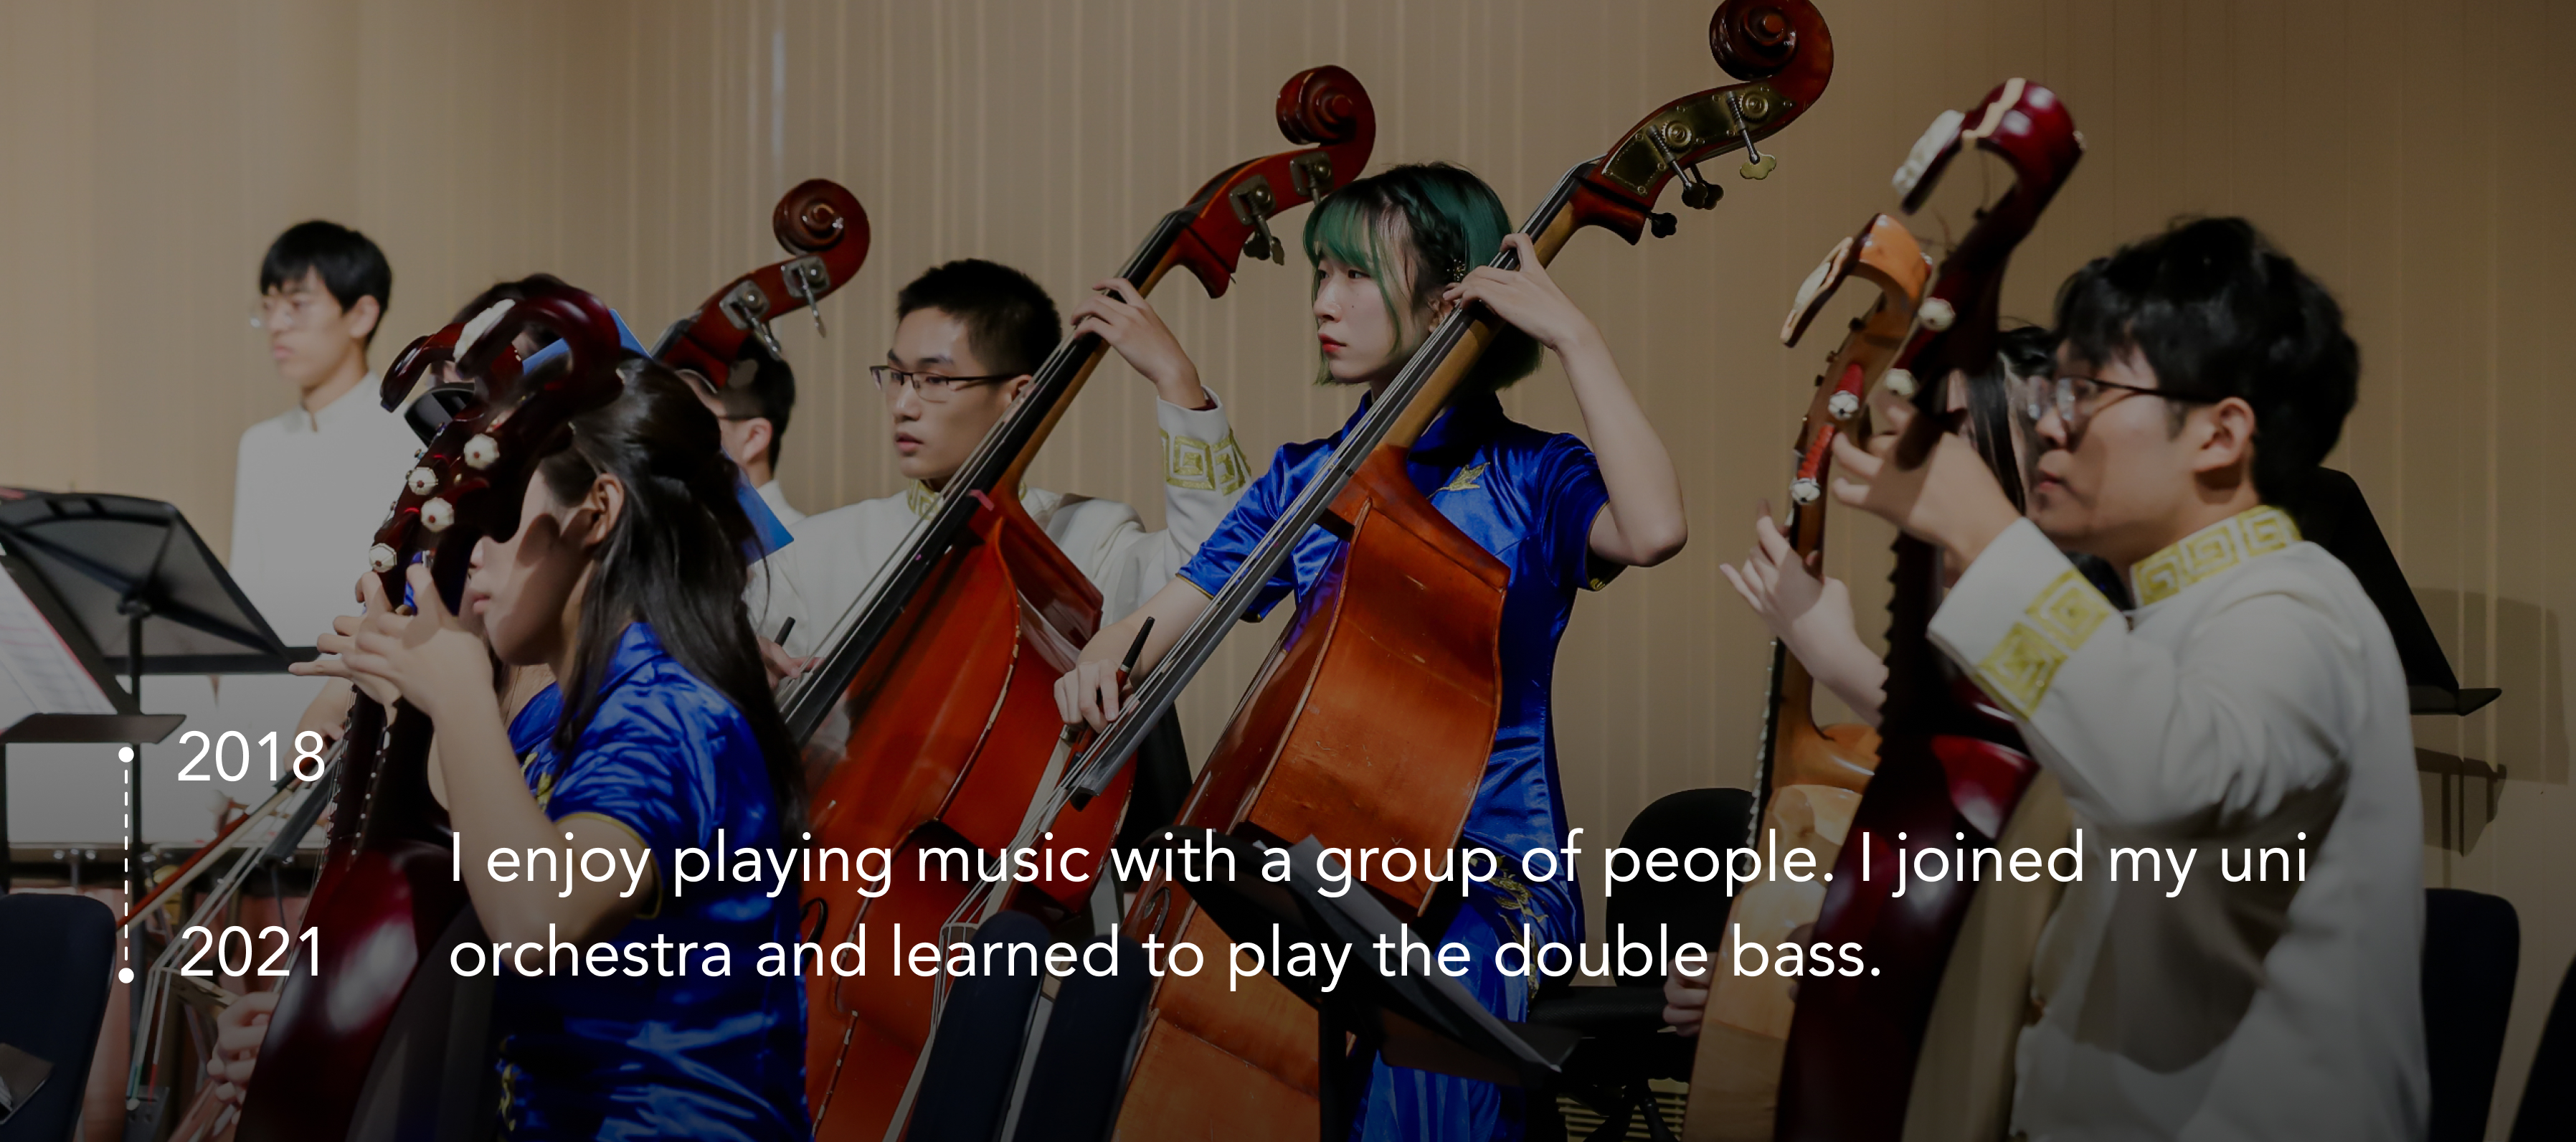 2018
2021
I enjoy playing music with a group of people. I joined my uni
orchestra and learned to play the double bass.